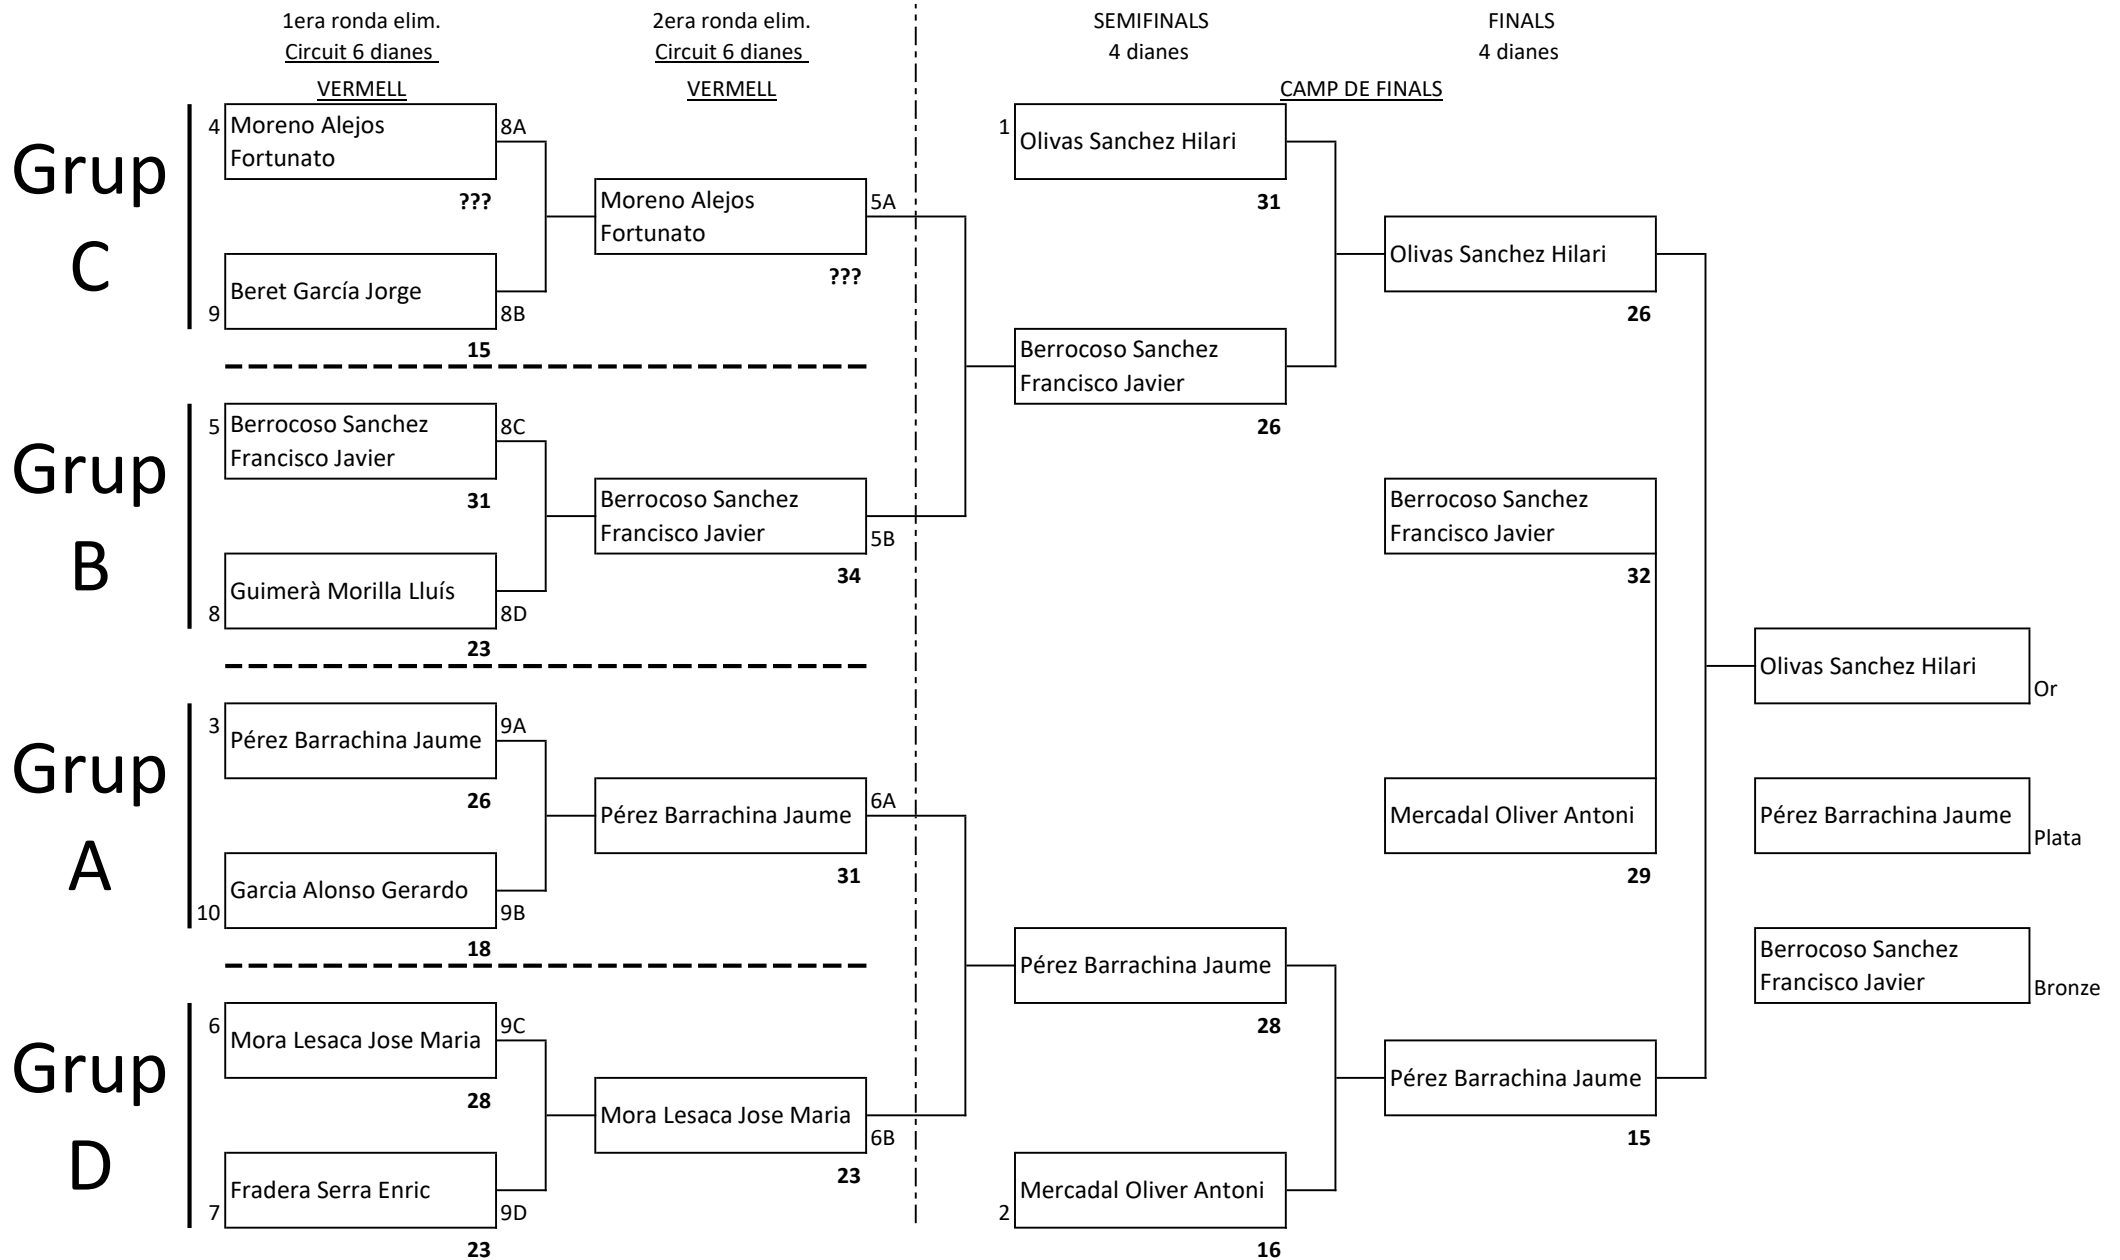 1era ronda elim.
Circuit 6 dianes
VERMELL
2era ronda elim.
Circuit 6 dianes
VERMELL
SEMIFINALS
4 dianes
FINALS
4 dianes
CAMP DE FINALS
Grup
C
4
Moreno Alejos
Fortunato
8A
???
9
Beret García Jorge
8B
15
Moreno Alejos
Fortunato
5A
???
Grup
B
5
Berrocoso Sanchez
Francisco Javier
8C
31
8
Guimerà Morilla Lluís
8D
23
Berrocoso Sanchez
Francisco Javier
5B
34
Grup
A
3
Pérez Barrachina Jaume
9A
26
10
Garcia Alonso Gerardo
9B
18
Pérez Barrachina Jaume
6A
31
Grup
D
6
Mora Lesaca Jose Maria
9C
28
7
Fradera Serra Enric
9D
23
Mora Lesaca Jose Maria
6B
23
1
Olivas Sanchez Hilari
31
Berrocoso Sanchez
Francisco Javier
26
Pérez Barrachina Jaume
28
2
Mercadal Oliver Antoni
16
Olivas Sanchez Hilari
26
Berrocoso Sanchez
Francisco Javier
32
Mercadal Oliver Antoni
29
Pérez Barrachina Jaume
15
Olivas Sanchez Hilari
Or
Pérez Barrachina Jaume
Plata
Berrocoso Sanchez
Francisco Javier
Bronze